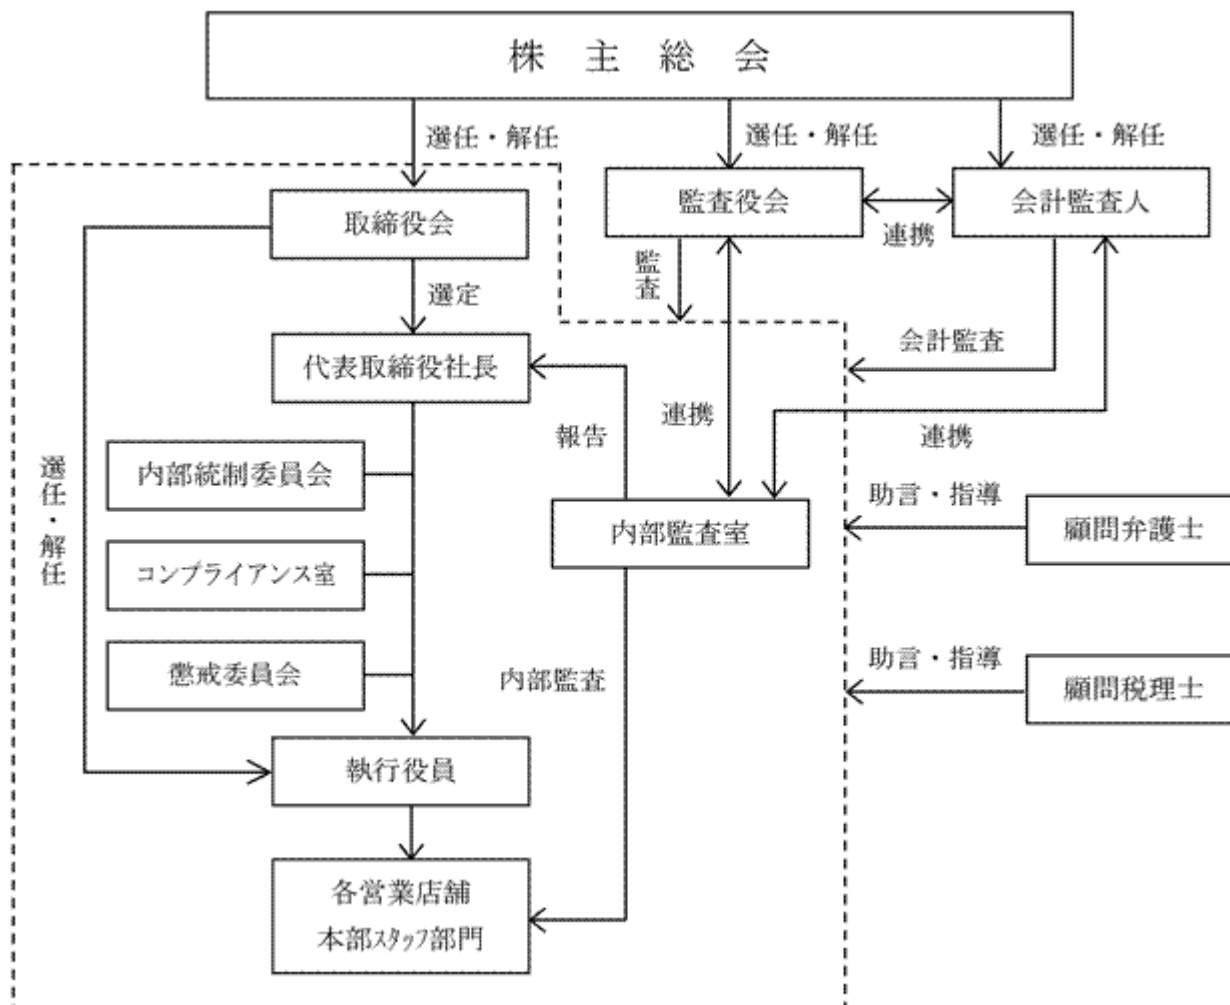 株主総会
選任・解任
選任・解任
選任・解任
取締役会
監査役会
会計監査人
連携
監査
選定
代表取締役社長
会計監査
報告
連携
連携
選任・解任
内部統制委員会
内部監査室
助言・指導
顧問弁護士
コンプライアンス室
懲戒委員会
内部監査
助言・指導
顧問税理士
執行役員
各営業店舗
本部ｽﾀｯﾌ部門